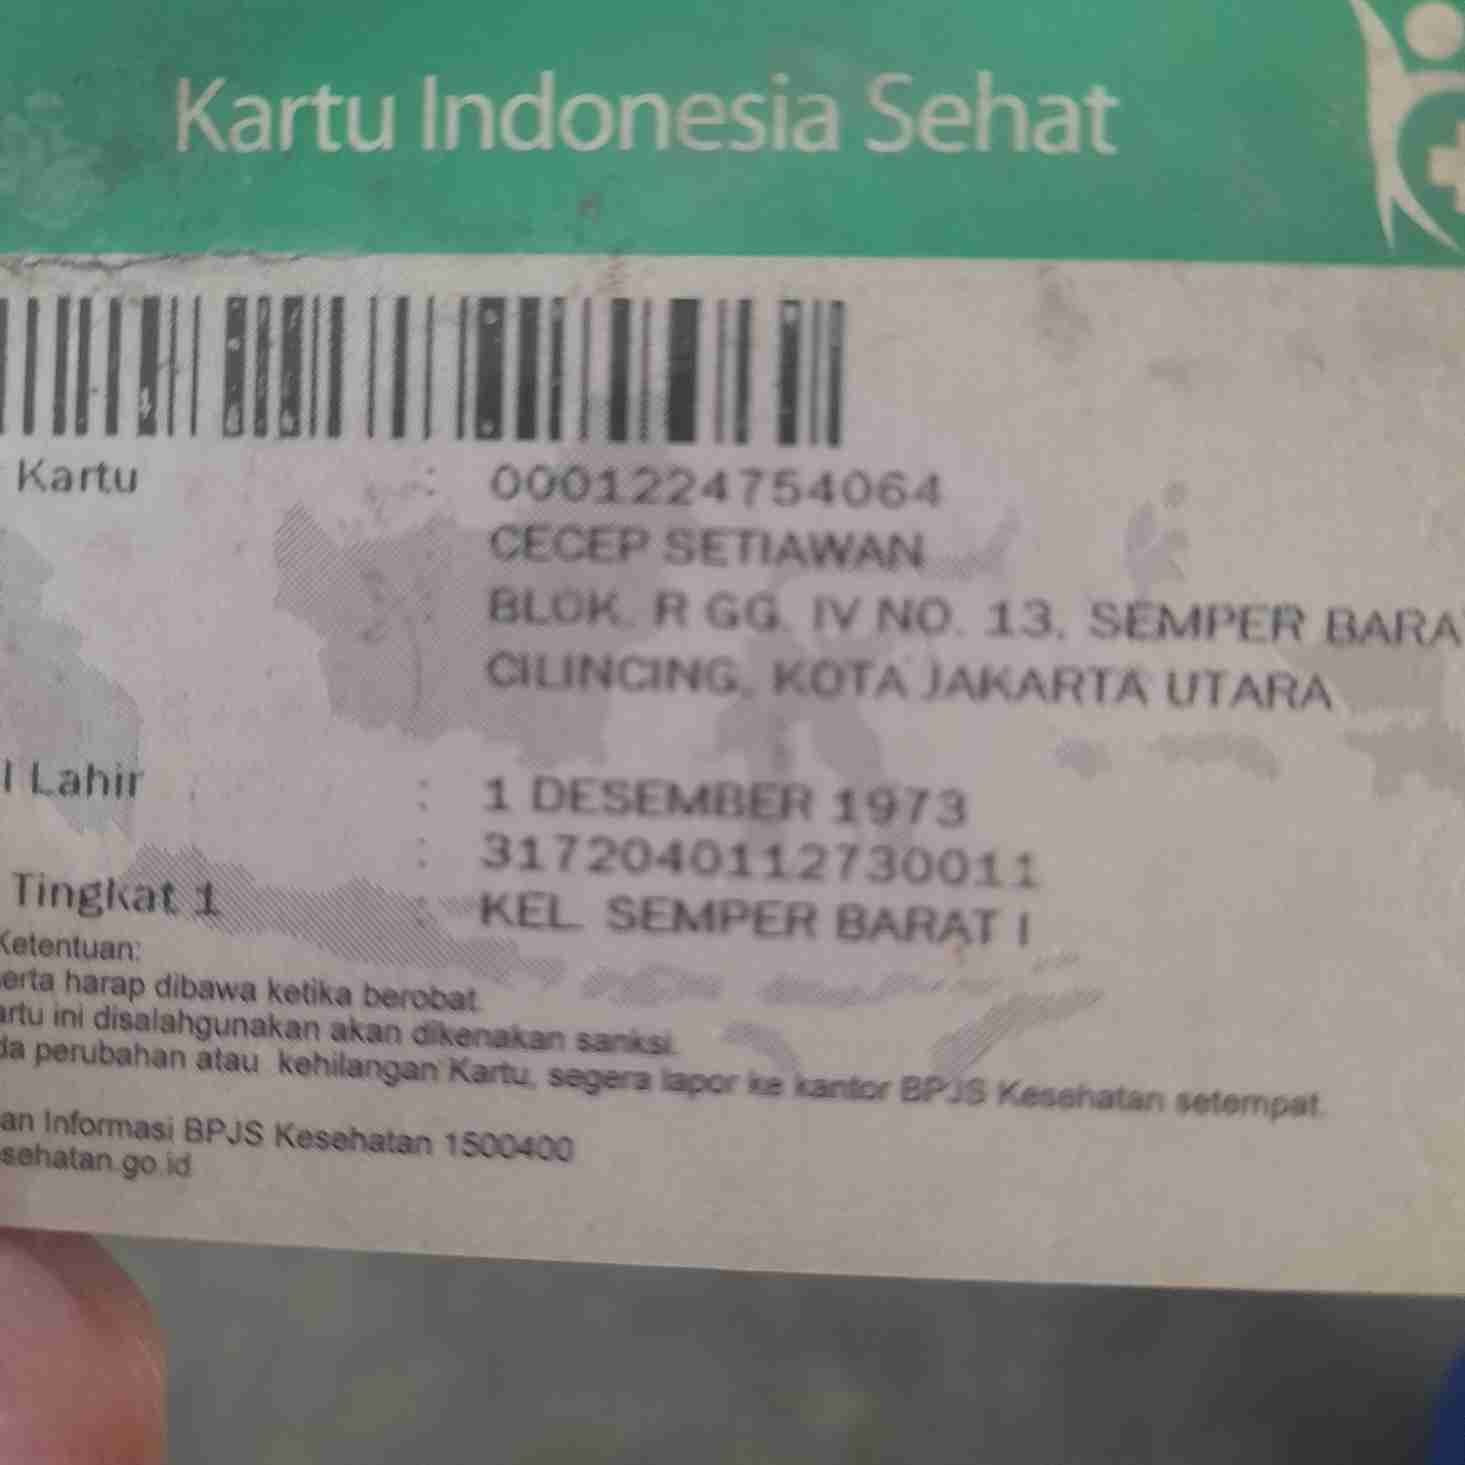 Kartu Indonesia Sehat
Kartu : 0001224754064
CECEP SETIAWAN
BLOK. R GG. IV NO. 13, SEMPER BARA
CILINCING, KOTA JAKARTA UTARA
l Lahir : 1 DESEMBER 1973
: 3172040112730011
Tingkat 1 : KEL. SEMPER BARAT I
Ketentuan:
erta harap dibawa ketika berobat.
artu ini disalahgunakan akan dikenakan sanksi.
da perubahan atau kehilangan Kartu, segera lapor ke kantor BPJS Kesehatan setempat.
an Informasi BPJS Kesehatan 1500400
sehatan.go.id